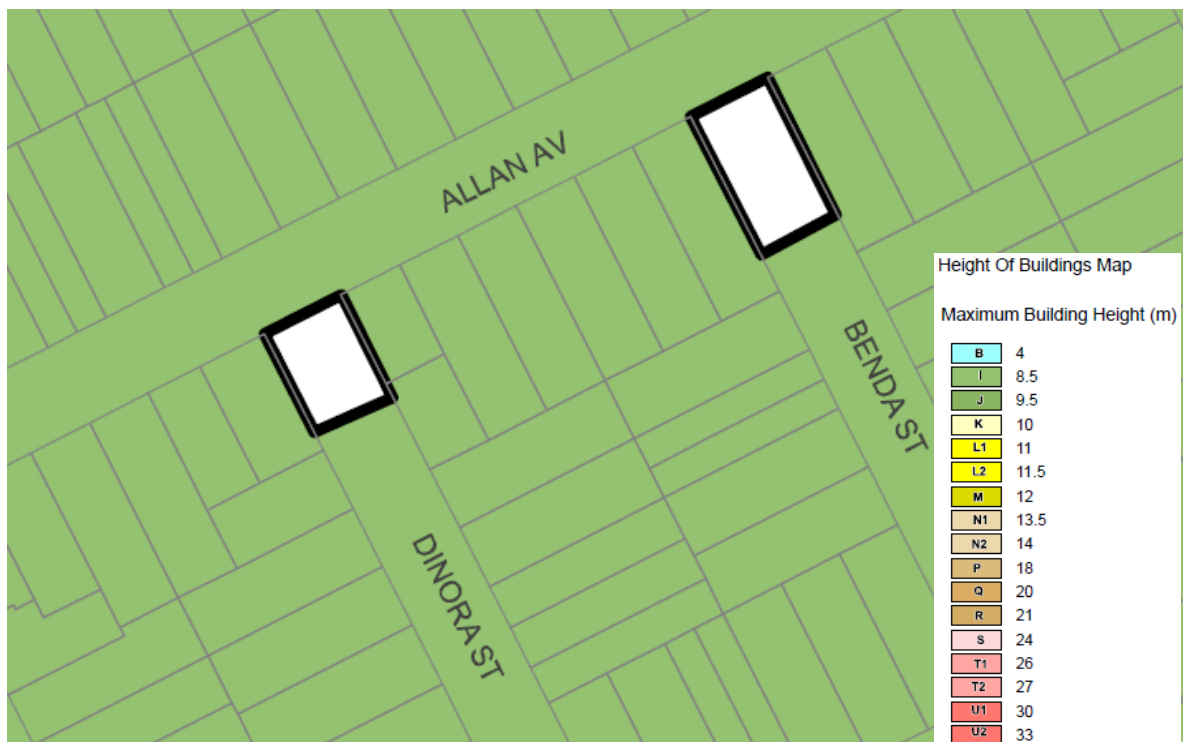 ALLAN AV
BENDA ST
DINORA ST
Height Of Buildings Map
Maximum Building Height (m)
B 4
I 8.5
J 9.5
K 10
L1 11
L2 11.5
M 12
N1 13.5
N2 14
P 18
Q 20
R 21
S 24
T1 26
T2 27
U1 30
U2 33